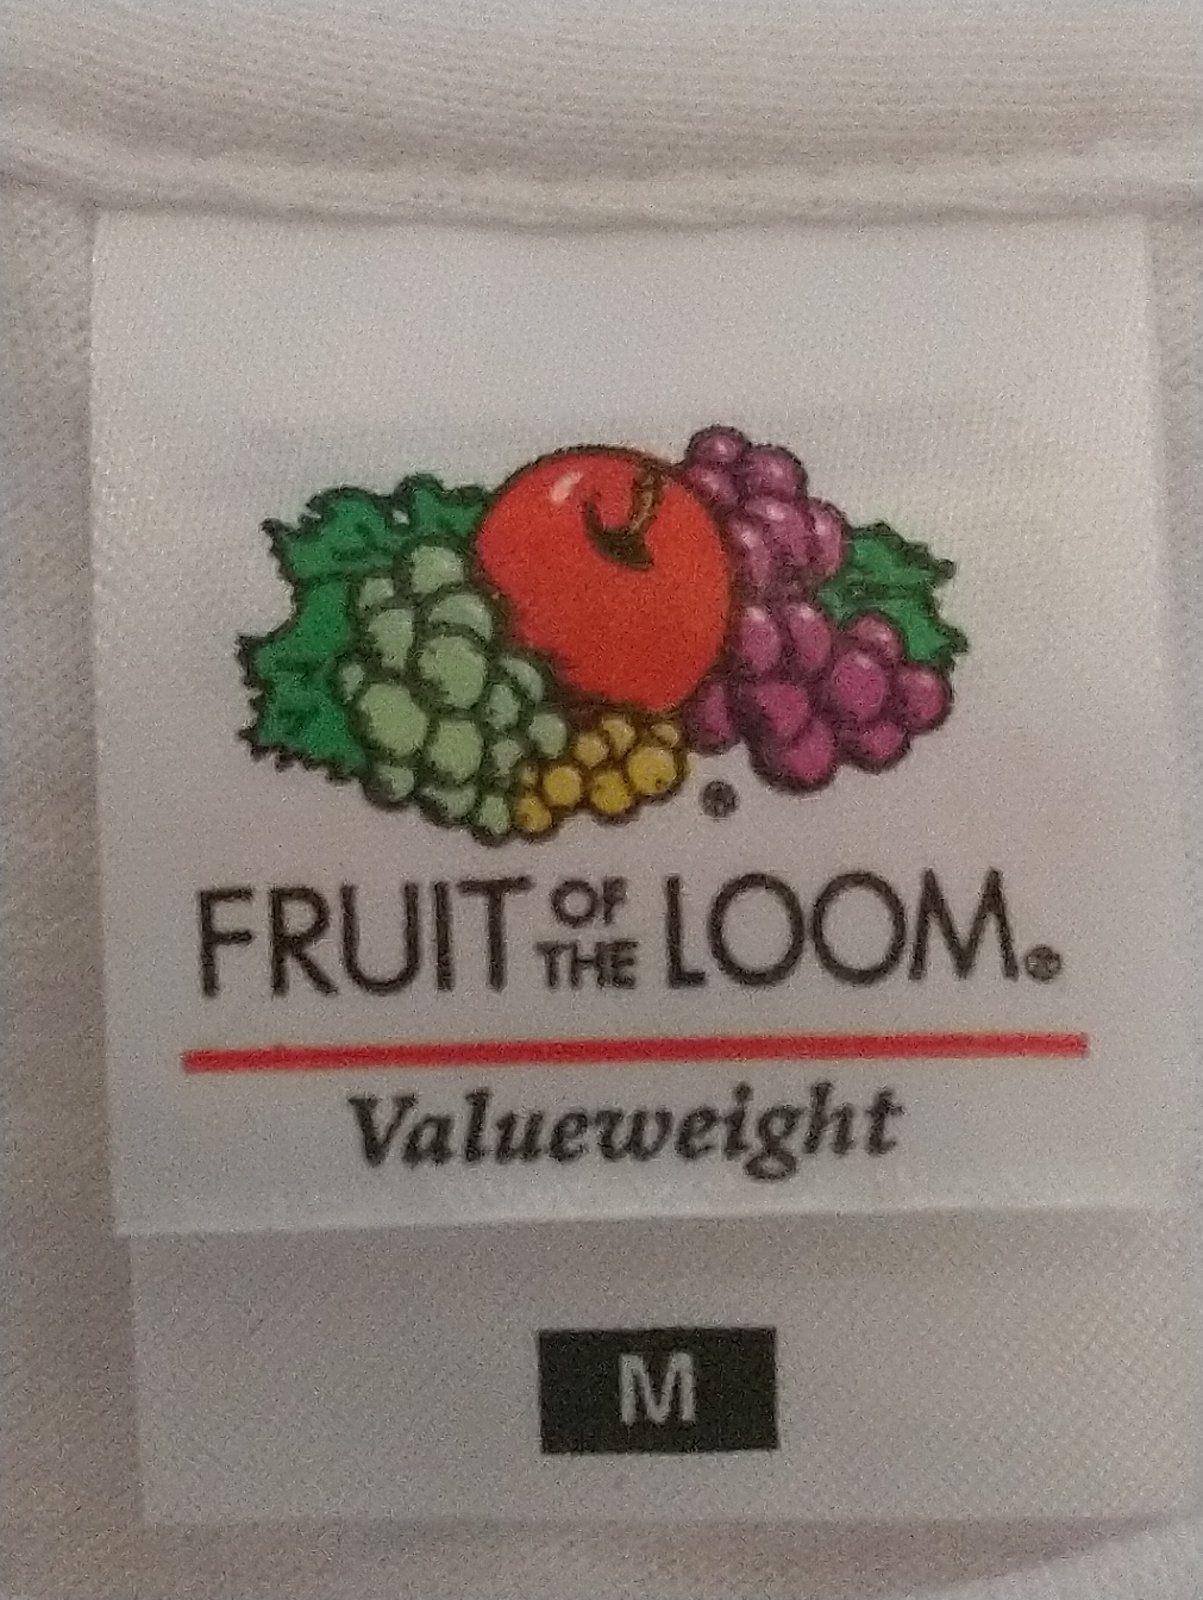 ®
FRUIT OF THE LOOM®
Valueweight
M